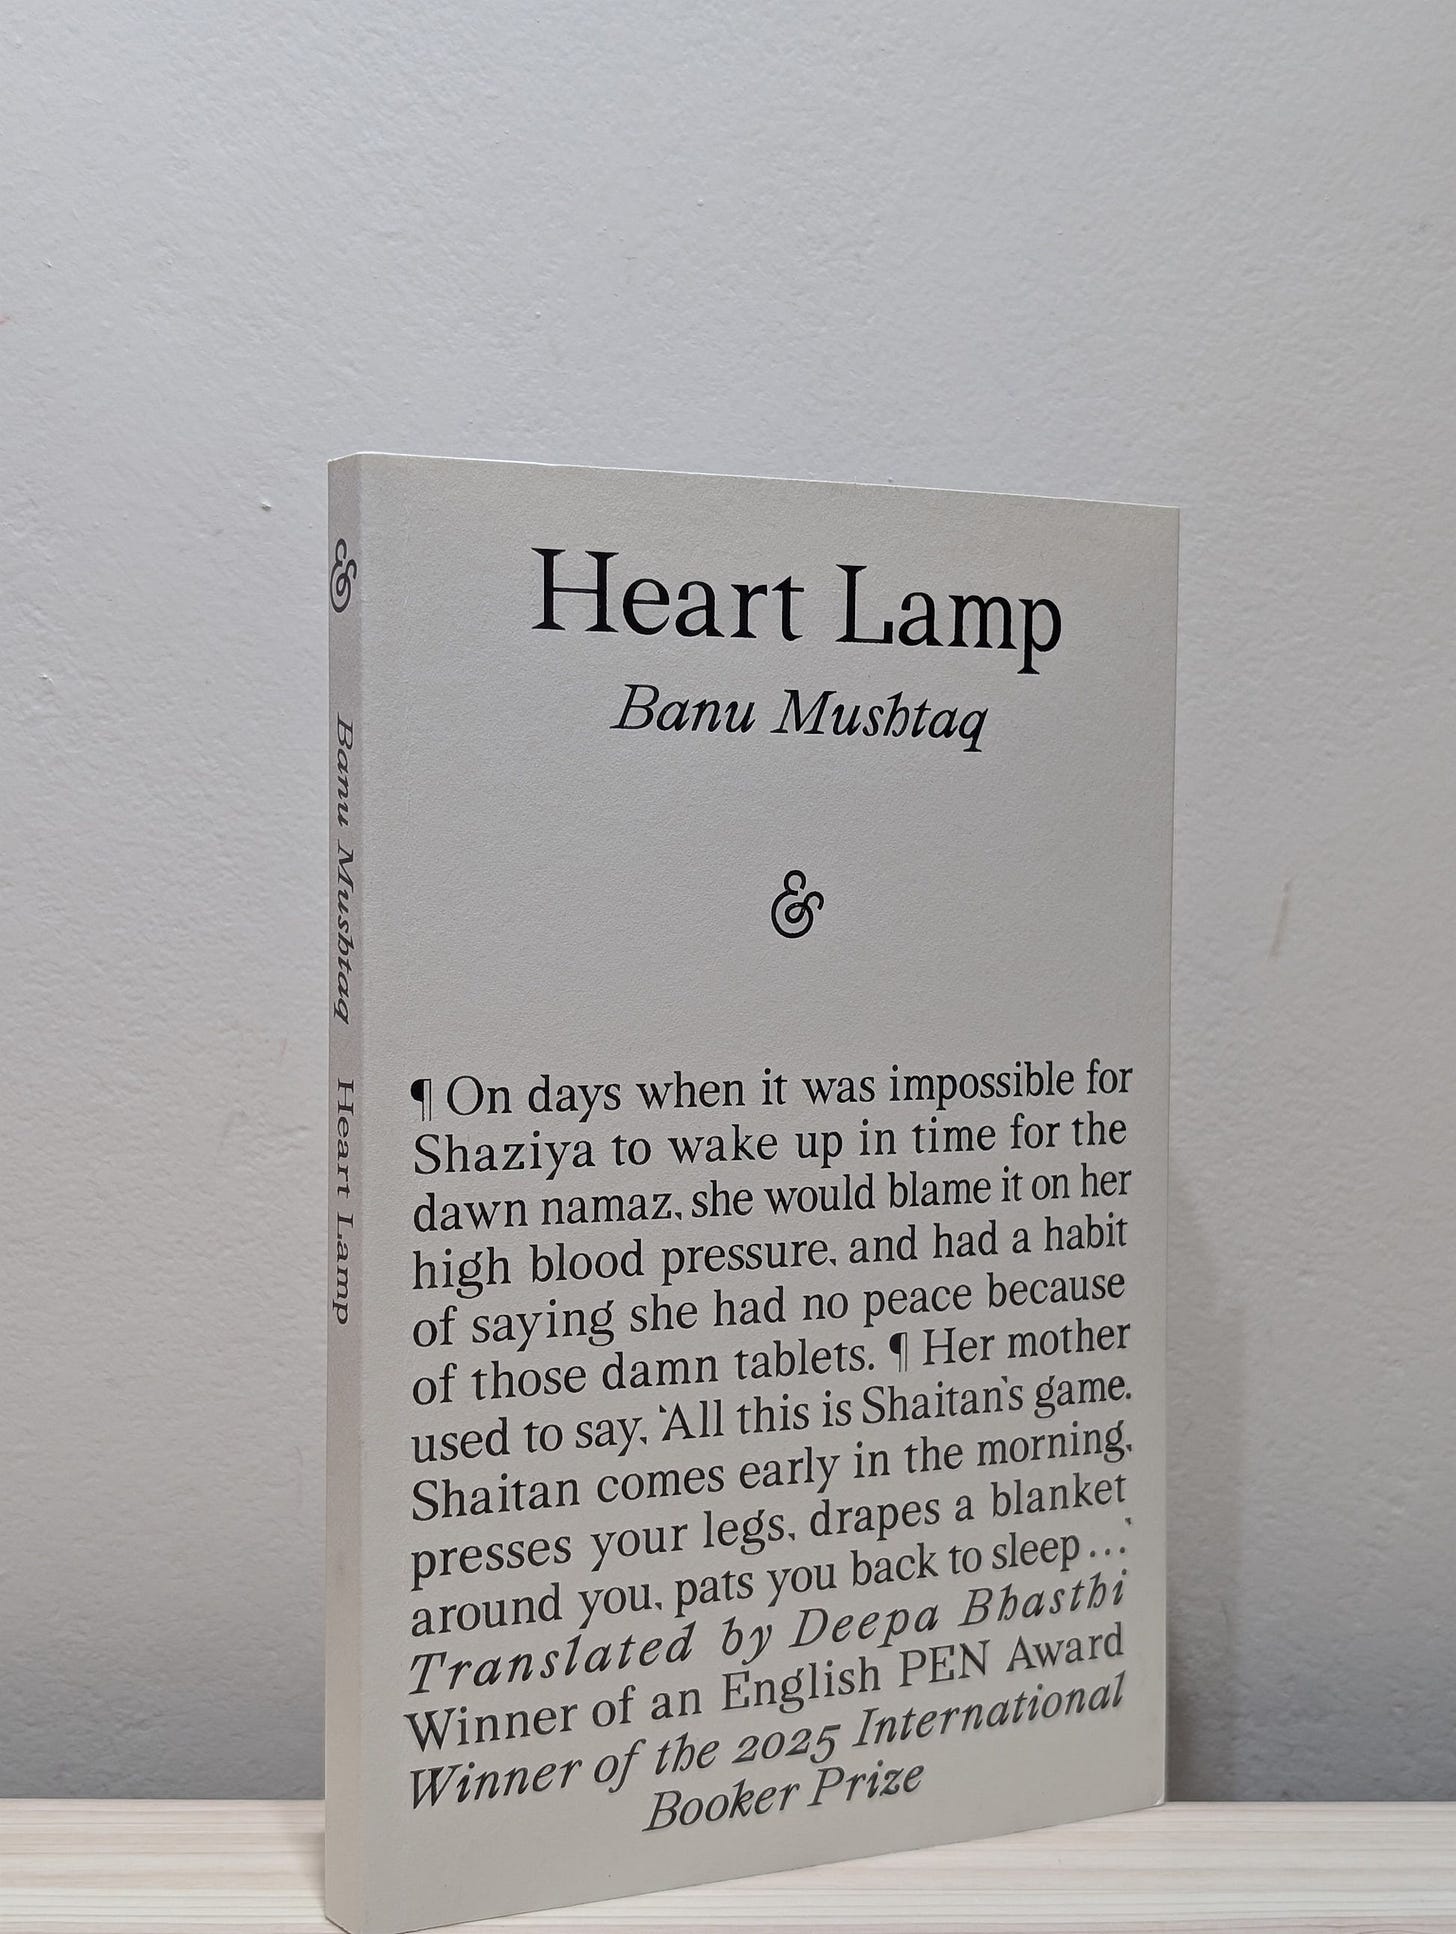 Heart Lamp
Banu Mushtaq
&
¶ On days when it was impossible for
Shaziya to wake up in time for the
dawn namaz, she would blame it on her
high blood pressure, and had a habit
of saying she had no peace because
of those damn tablets. ¶ Her mother
used to say, ‘All this is Shaitan’s game.
Shaitan comes early in the morning,
presses your legs, drapes a blanket
around you, pats you back to sleep ...’
Translated by Deepa Bhasthi
Winner of an English PEN Award
Winner of the 2025 International
Booker Prize
& Banu Mushtaq Heart Lamp